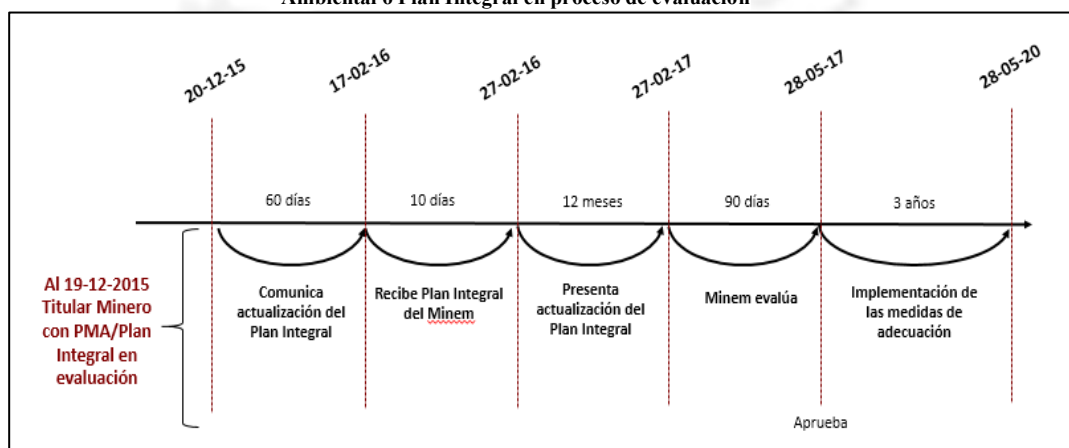 Ambiental o Plan Integral en proceso de evaluación
20-12-15
17-02-16
27-02-16
27-02-17
28-05-17
28-05-20
60 días
10 días
12 meses
90 días
3 años
Al 19-12-2015
Titular Minero
con PMA/Plan
Integral en
evaluación
Comunica
actualización del
Plan Integral
Recibe Plan Integral
del Minem
Presenta
actualización del
Plan Integral
Minem evalúa
Implementación de
las medidas de
adecuación
Aprueba